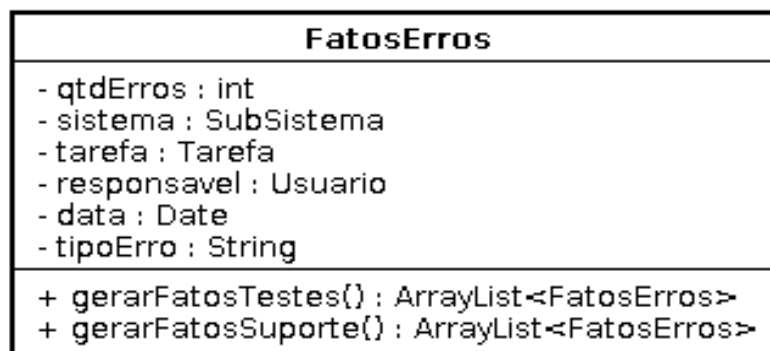 FatosErros
- qtdErros : int
- sistema : SubSistema
- tarefa : Tarefa
- responsavel : Usuario
- data : Date
- tipoErro : String
+ gerarFatosTestes() : ArrayList<FatosErros>
+ gerarFatosSuporte() : ArrayList<FatosErros>